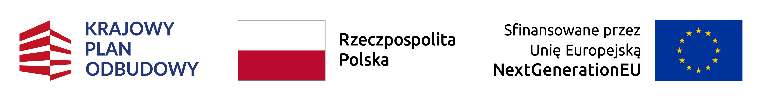 KRAJOWY
PLAN
ODBUDOWY
Rzeczpospolita
Polska
Sfinansowane przez
Unię Europejską
NextGenerationEU